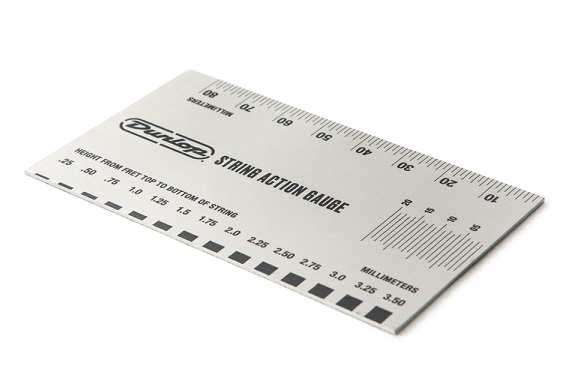 80 70 60 50 40 30 20 10
MILLIMETERS
Dunlop
STRING ACTION GAUGE
HEIGHT FROM FRET TOP TO BOTTOM OF STRING
.25 .50 .75 1.0 1.25 1.5 1.75 2.0 2.25 2.50 2.75 3.0 3.25 3.50
MILLIMETERS